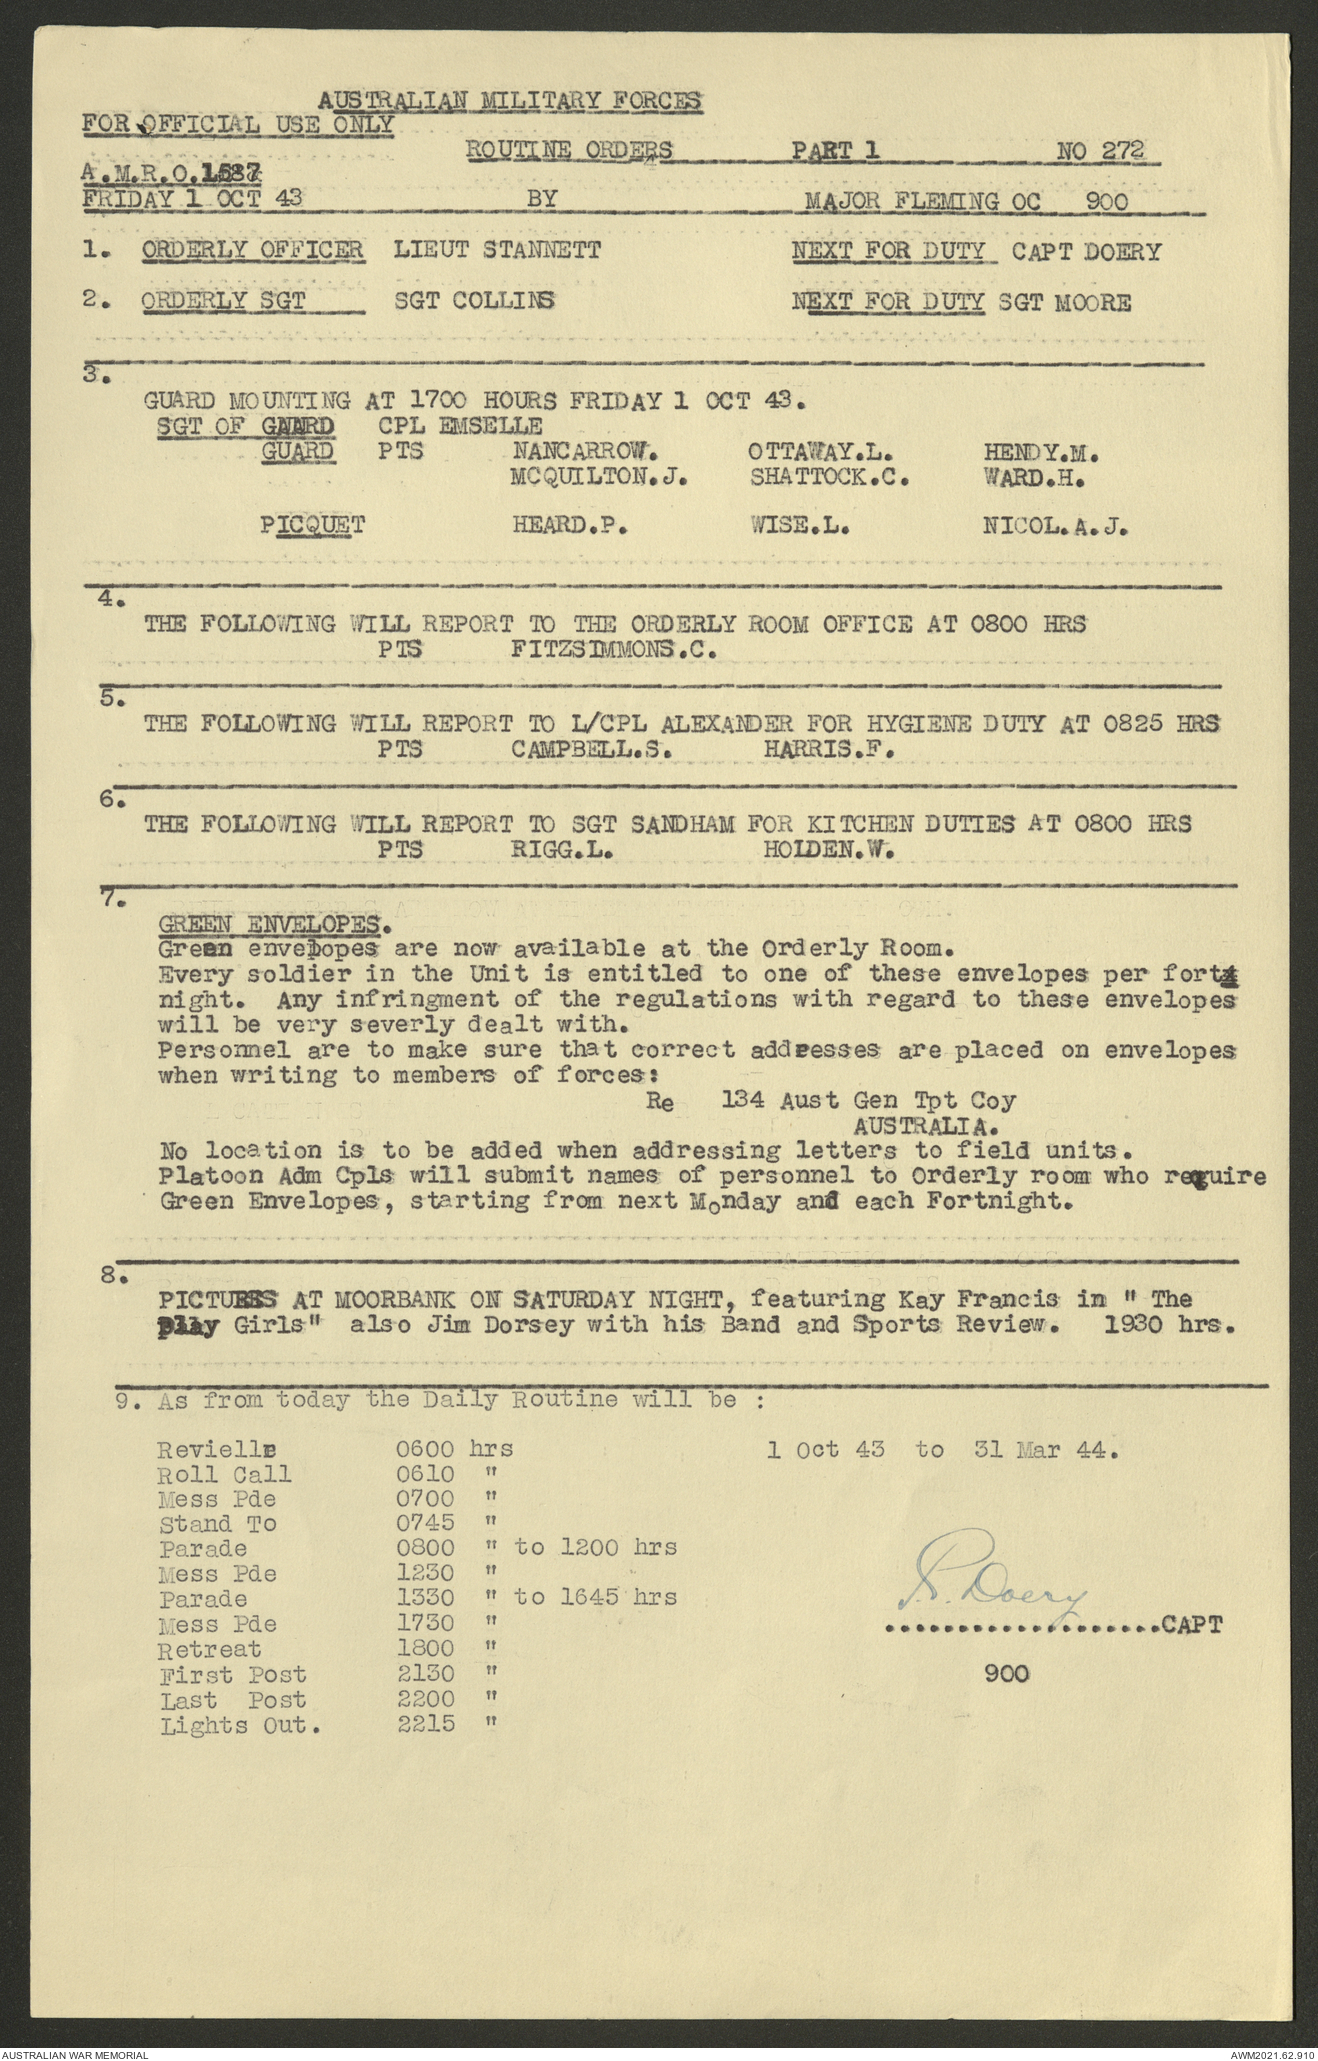 AUSTRALIAN MILITARY FORCES
FOR OFFICIAL USE ONLY
ROUTINE ORDERS PART 1 NO 272
A.M.R.O.
FRIDAY 1 OCT 43 BY MAJOR FLEMING OC 900
1. ORDERLY OFFICER LIEUT STANNETT NEXT FOR DUTY CAPT DOERY
2. ORDERLY SGT SGT COLLINS NEXT FOR DUTY SGT MOORE
3.
GUARD MOUNTING AT 1700 HOURS FRIDAY 1 OCT 43.
SGT OF GUARD CPL EMSELLE
GUARD PTS NANCARROW. OTTAWAY.L. HENDY.M.
MCQUILTON.J. SHATTOCK.C. WARD.H.
PICQUET HEARD.P. WISE.L. NICOL.A.J.
4.
THE FOLLOWING WILL REPORT TO THE ORDERLY ROOM OFFICE AT 0800 HRS
PTS FITZSIMMONS.C.
5.
THE FOLLOWING WILL REPORT TO L/CPL ALEXANDER FOR HYGIENE DUTY AT 0825 HRS
PTS CAMPBELL.S. HARRIS.F.
6.
THE FOLLOWING WILL REPORT TO SGT SANDHAM FOR KITCHEN DUTIES AT 0800 HRS
PTS RIGG.L. HOLDEN.W.
7.
GREEN ENVELOPES.
Green envelopes are now available at the Orderly Room.
Every soldier in the Unit is entitled to one of these envelopes per fort-
night. Any infringment of the regulations with regard to these envelopes
will be very severly dealt with.
Personnel are to make sure that correct addresses are placed on envelopes
when writing to members of forces:
Re 134 Aust Gen Tpt Coy
AUSTRALIA.
No location is to be added when addressing letters to field units.
Platoon Adm Cpls will submit names of personnel to Orderly room who require
Green Envelopes, starting from next Monday and each Fortnight.
8.
PICTURES AT MOORBANK ON SATURDAY NIGHT, featuring Kay Francis in " The
Play Girls" also Jim Dorsey with his Band and Sports Review. 1930 hrs.
9. As from today the Daily Routine will be :
Revielle 0600 hrs 1 Oct 43 to 31 Mar 44.
Roll Call 0610 "
Mess Pde 0700 "
Stand To 0745 "
Parade 0800 " to 1200 hrs
Mess Pde 1230 "
Parade 1330 " to 1645 hrs
P. Doery
Mess Pde 1730 " ...................CAPT
Retreat 1800 "
First Post 2130 " 900
Last Post 2200 "
Lights Out. 2215 "
AUSTRALIAN WAR MEMORIAL AWM2021.62.910